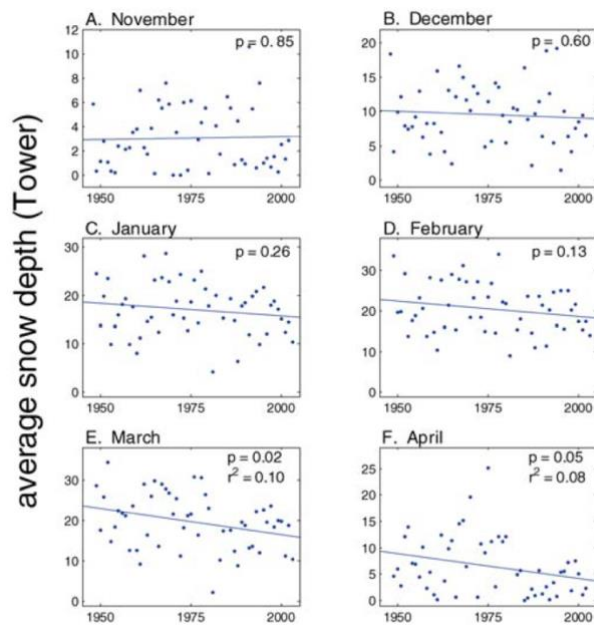 average snow depth (Tower)
A. November
p = 0.85
12
10
8
6
4
2
0
1950 1975 2000
B. December
p = 0.60
20
15
10
5
0
1950 1975 2000
C. January
p = 0.26
30
20
10
0
1950 1975 2000
D. February
p = 0.13
30
20
10
0
1950 1975 2000
E. March
p = 0.02
r² = 0.10
30
20
10
0
1950 1975 2000
F. April
p = 0.05
r² = 0.08
25
20
15
10
5
0
1950 1975 2000